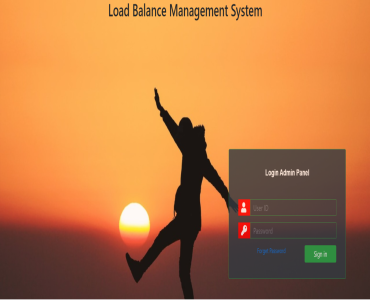 Load Balance Management System
Login Admin Panel
User ID
Password
Forgot Password
Sign in